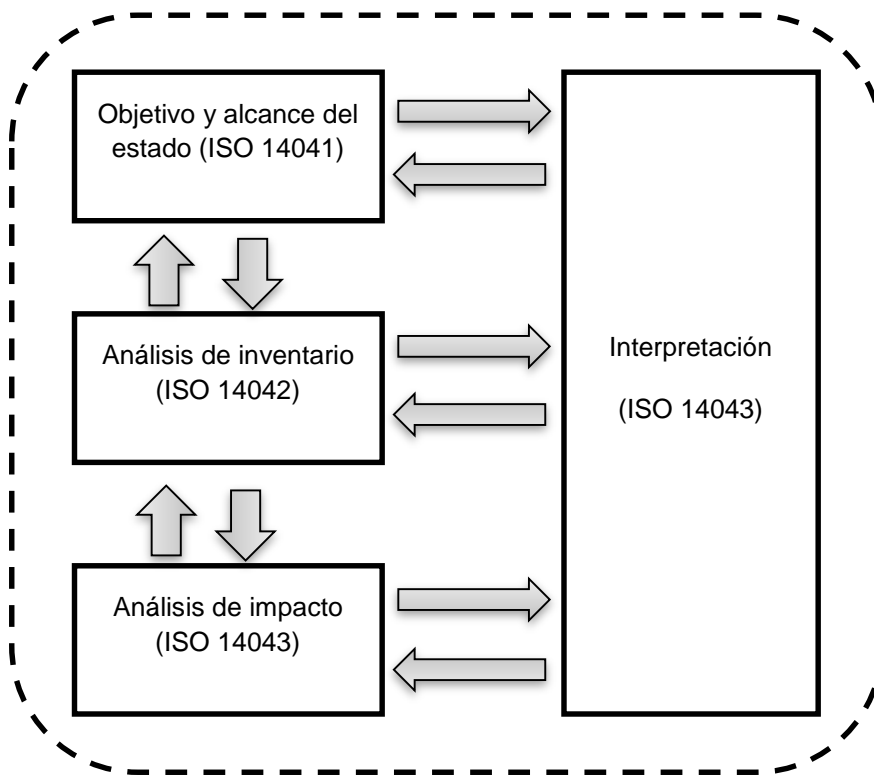 Objetivo y alcance del
estado (ISO 14041)
Análisis de inventario
(ISO 14042)
Interpretación
(ISO 14043)
Análisis de impacto
(ISO 14043)